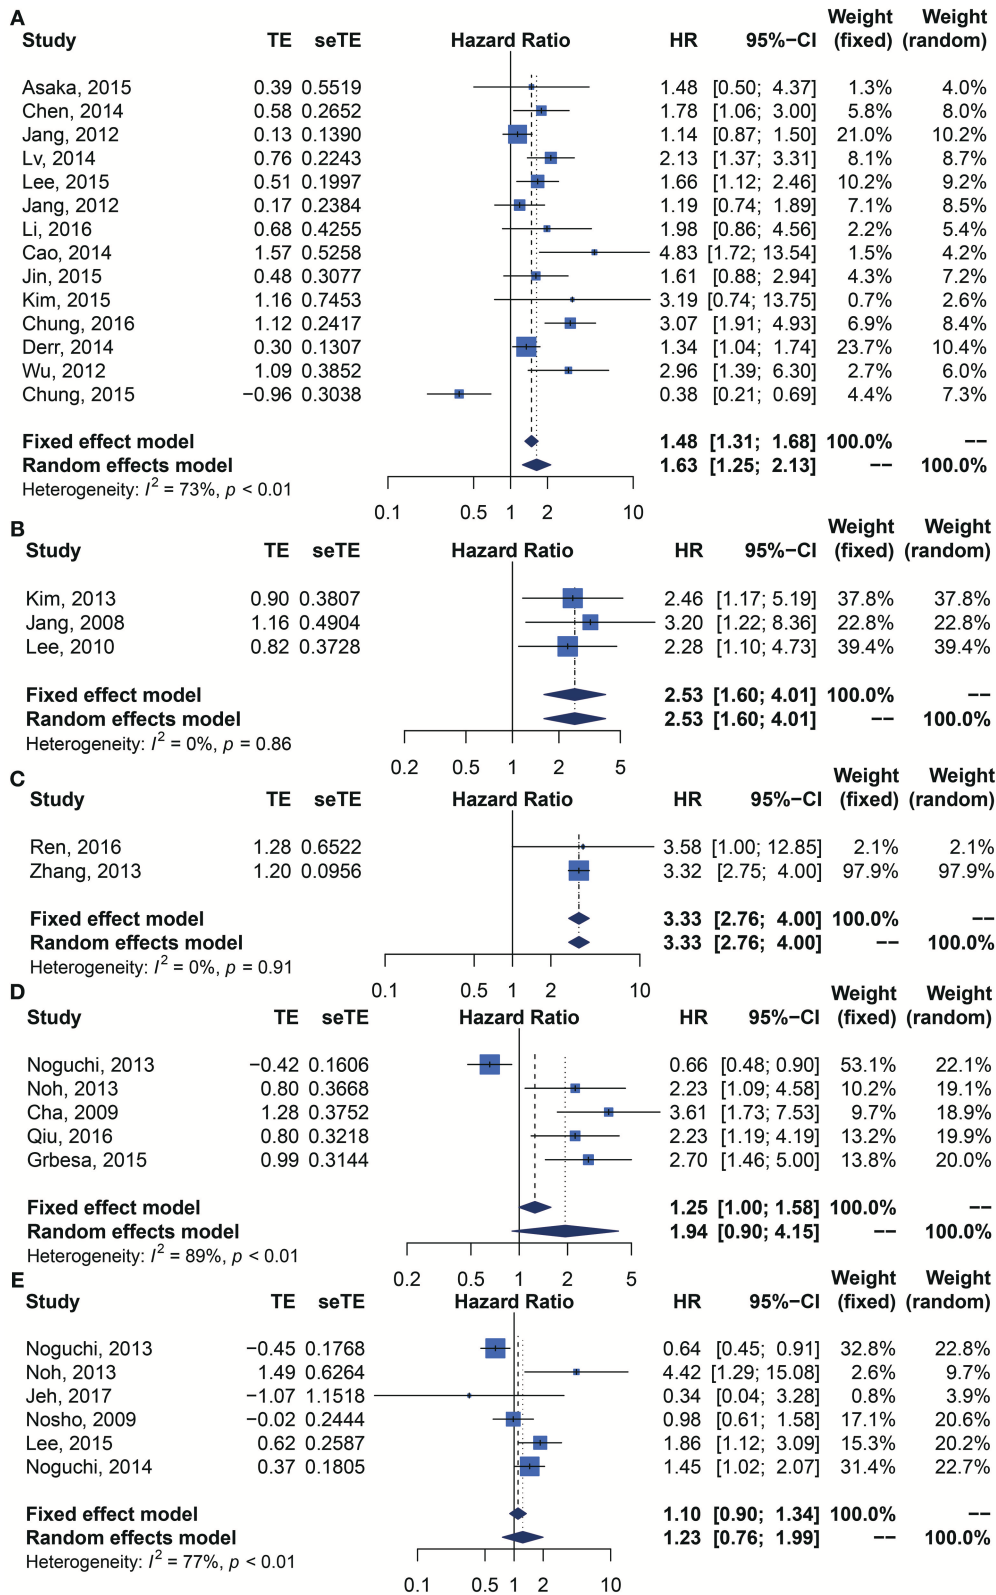 A
Weight Weight
Study TE seTE Hazard Ratio HR 95%−CI (fixed) (random)
Asaka, 2015 0.39 0.5519 1.48 [0.50; 4.37] 1.3% 4.0%
Chen, 2014 0.58 0.2652 1.78 [1.06; 3.00] 5.8% 8.0%
Jang, 2012 0.13 0.1390 1.14 [0.87; 1.50] 21.0% 10.2%
Lv, 2014 0.76 0.2243 2.13 [1.37; 3.31] 8.1% 8.7%
Lee, 2015 0.51 0.1997 1.66 [1.12; 2.46] 10.2% 9.2%
Jang, 2012 0.17 0.2384 1.19 [0.74; 1.89] 7.1% 8.5%
Li, 2016 0.68 0.4255 1.98 [0.86; 4.56] 2.2% 5.4%
Cao, 2014 1.57 0.5258 4.83 [1.72; 13.54] 1.5% 4.2%
Jin, 2015 0.48 0.3077 1.61 [0.88; 2.94] 4.3% 7.2%
Kim, 2015 1.16 0.7453 3.19 [0.74; 13.75] 0.7% 2.6%
Chung, 2016 1.12 0.2417 3.07 [1.91; 4.93] 6.9% 8.4%
Derr, 2014 0.30 0.1307 1.34 [1.04; 1.74] 23.7% 10.4%
Wu, 2012 1.09 0.3852 2.96 [1.39; 6.30] 2.7% 6.0%
Chung, 2015 −0.96 0.3038 0.38 [0.21; 0.69] 4.4% 7.3%
Fixed effect model 1.48 [1.31; 1.68] 100.0% −−
Random effects model 1.63 [1.25; 2.13] −− 100.0%
Heterogeneity: I² = 73%, p < 0.01
0.1 0.5 1 2 10
B
Weight Weight
Study TE seTE Hazard Ratio HR 95%−CI (fixed) (random)
Kim, 2013 0.90 0.3807 2.46 [1.17; 5.19] 37.8% 37.8%
Jang, 2008 1.16 0.4904 3.20 [1.22; 8.36] 22.8% 22.8%
Lee, 2010 0.82 0.3728 2.28 [1.10; 4.73] 39.4% 39.4%
Fixed effect model 2.53 [1.60; 4.01] 100.0% −−
Random effects model 2.53 [1.60; 4.01] −− 100.0%
Heterogeneity: I² = 0%, p = 0.86
0.2 0.5 1 2 5
C
Weight Weight
Study TE seTE Hazard Ratio HR 95%−CI (fixed) (random)
Ren, 2016 1.28 0.6522 3.58 [1.00; 12.85] 2.1% 2.1%
Zhang, 2013 1.20 0.0956 3.32 [2.75; 4.00] 97.9% 97.9%
Fixed effect model 3.33 [2.76; 4.00] 100.0% −−
Random effects model 3.33 [2.76; 4.00] −− 100.0%
Heterogeneity: I² = 0%, p = 0.91
0.1 0.5 1 2 10
D
Weight Weight
Study TE seTE Hazard Ratio HR 95%−CI (fixed) (random)
Noguchi, 2013 −0.42 0.1606 0.66 [0.48; 0.90] 53.1% 22.1%
Noh, 2013 0.80 0.3668 2.23 [1.09; 4.58] 10.2% 19.1%
Cha, 2009 1.28 0.3752 3.61 [1.73; 7.53] 9.7% 18.9%
Qiu, 2016 0.80 0.3218 2.23 [1.19; 4.19] 13.2% 19.9%
Grbesa, 2015 0.99 0.3144 2.70 [1.46; 5.00] 13.8% 20.0%
Fixed effect model 1.25 [1.00; 1.58] 100.0% −−
Random effects model 1.94 [0.90; 4.15] −− 100.0%
Heterogeneity: I² = 89%, p < 0.01
0.2 0.5 1 2 5
E
Weight Weight
Study TE seTE Hazard Ratio HR 95%−CI (fixed) (random)
Noguchi, 2013 −0.45 0.1768 0.64 [0.45; 0.91] 32.8% 22.8%
Noh, 2013 1.49 0.6264 4.42 [1.29; 15.08] 2.6% 9.7%
Jeh, 2017 −1.07 1.1518 0.34 [0.04; 3.28] 0.8% 3.9%
Nosho, 2009 −0.02 0.2444 0.98 [0.61; 1.58] 17.1% 20.6%
Lee, 2015 0.62 0.2587 1.86 [1.12; 3.09] 15.3% 20.2%
Noguchi, 2014 0.37 0.1805 1.45 [1.02; 2.07] 31.4% 22.7%
Fixed effect model 1.10 [0.90; 1.34] 100.0% −−
Random effects model 1.23 [0.76; 1.99] −− 100.0%
Heterogeneity: I² = 77%, p < 0.01
0.1 0.5 1 2 10